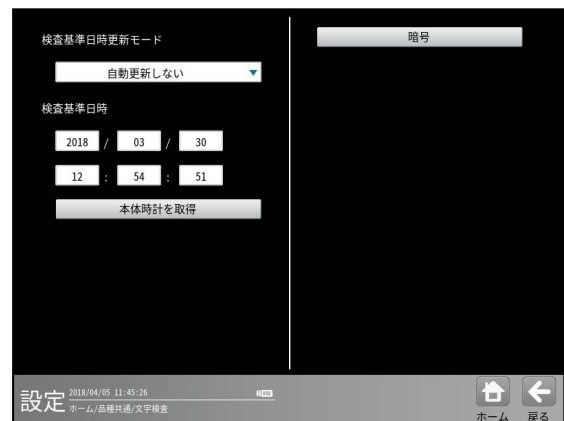 検査基準日時更新モード
自動更新しない
検査基準日時
2018 / 03 / 30
12 : 54 : 51
本体時計を取得
暗号
設定
2018/04/05 11:45:26
ホーム/品種共通/文字検査
ホーム
戻る